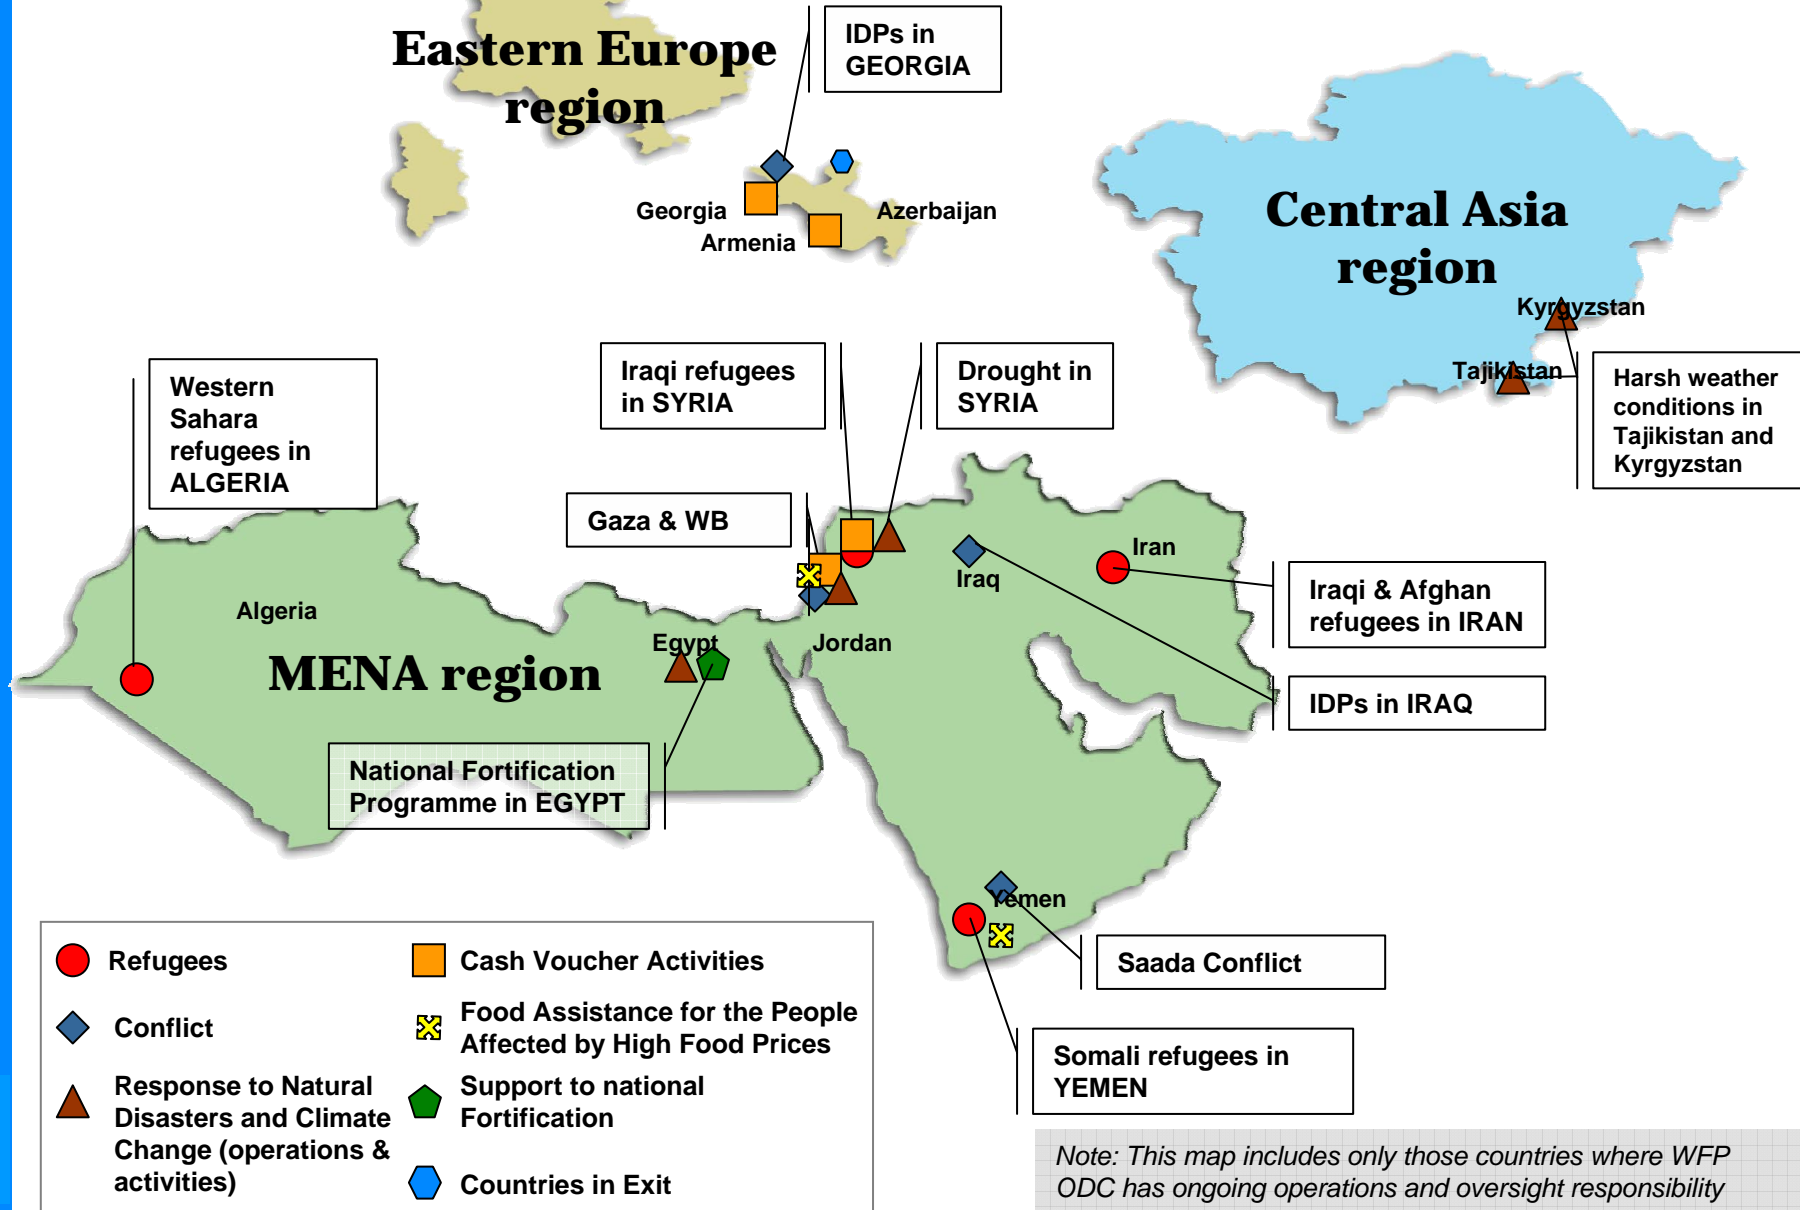 Eastern Europe
region
IDPs in
GEORGIA
Georgia
Armenia
Azerbaijan
Central Asia
region
Kyrgyzstan
Tajikistan
Harsh weather
conditions in
Tajikistan and
Kyrgyzstan
Western
Sahara
refugees in
ALGERIA
Iraqi refugees
in SYRIA
Drought in
SYRIA
Gaza & WB
Iraq
Iran
Iraqi & Afghan
refugees in IRAN
IDPs in IRAQ
Algeria
MENA region
Egypt
Jordan
National Fortification
Programme in EGYPT
Yemen
Saada Conflict
Somali refugees in
YEMEN
Refugees
Conflict
Response to Natural
Disasters and Climate
Change (operations &
activities)
Cash Voucher Activities
Food Assistance for the People
Affected by High Food Prices
Support to national
Fortification
Countries in Exit
Note: This map includes only those countries where WFP
ODC has ongoing operations and oversight responsibility